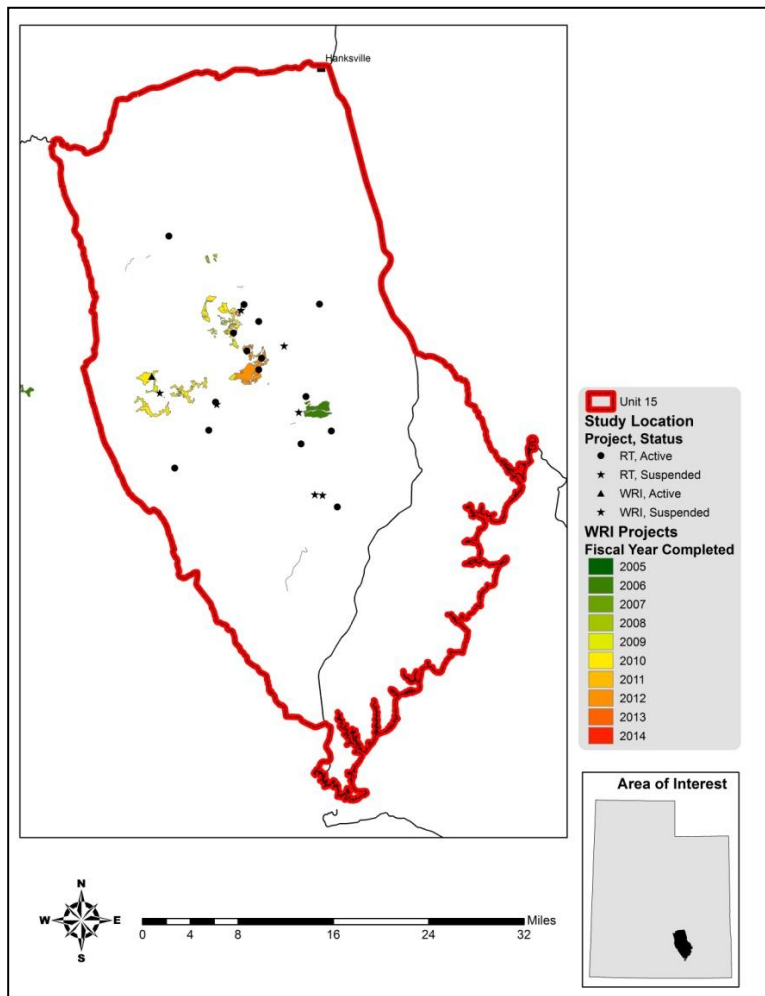 Hanksville
Unit 15
Study Location
Project, Status
RT, Active
RT, Suspended
WRI, Active
WRI, Suspended
WRI Projects
Fiscal Year Completed
2005
2006
2007
2008
2009
2010
2011
2012
2013
2014
Area of Interest
N
W E
S
Miles
0 4 8 16 24 32